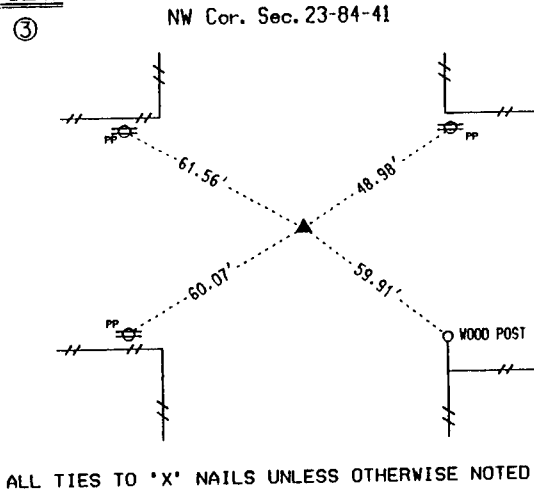 ③
NW Cor. Sec. 23-84-41
PP
PP
61.56'
48.98'
60.07'
59.91'
PP
WOOD POST
ALL TIES TO "X" NAILS UNLESS OTHERWISE NOTED